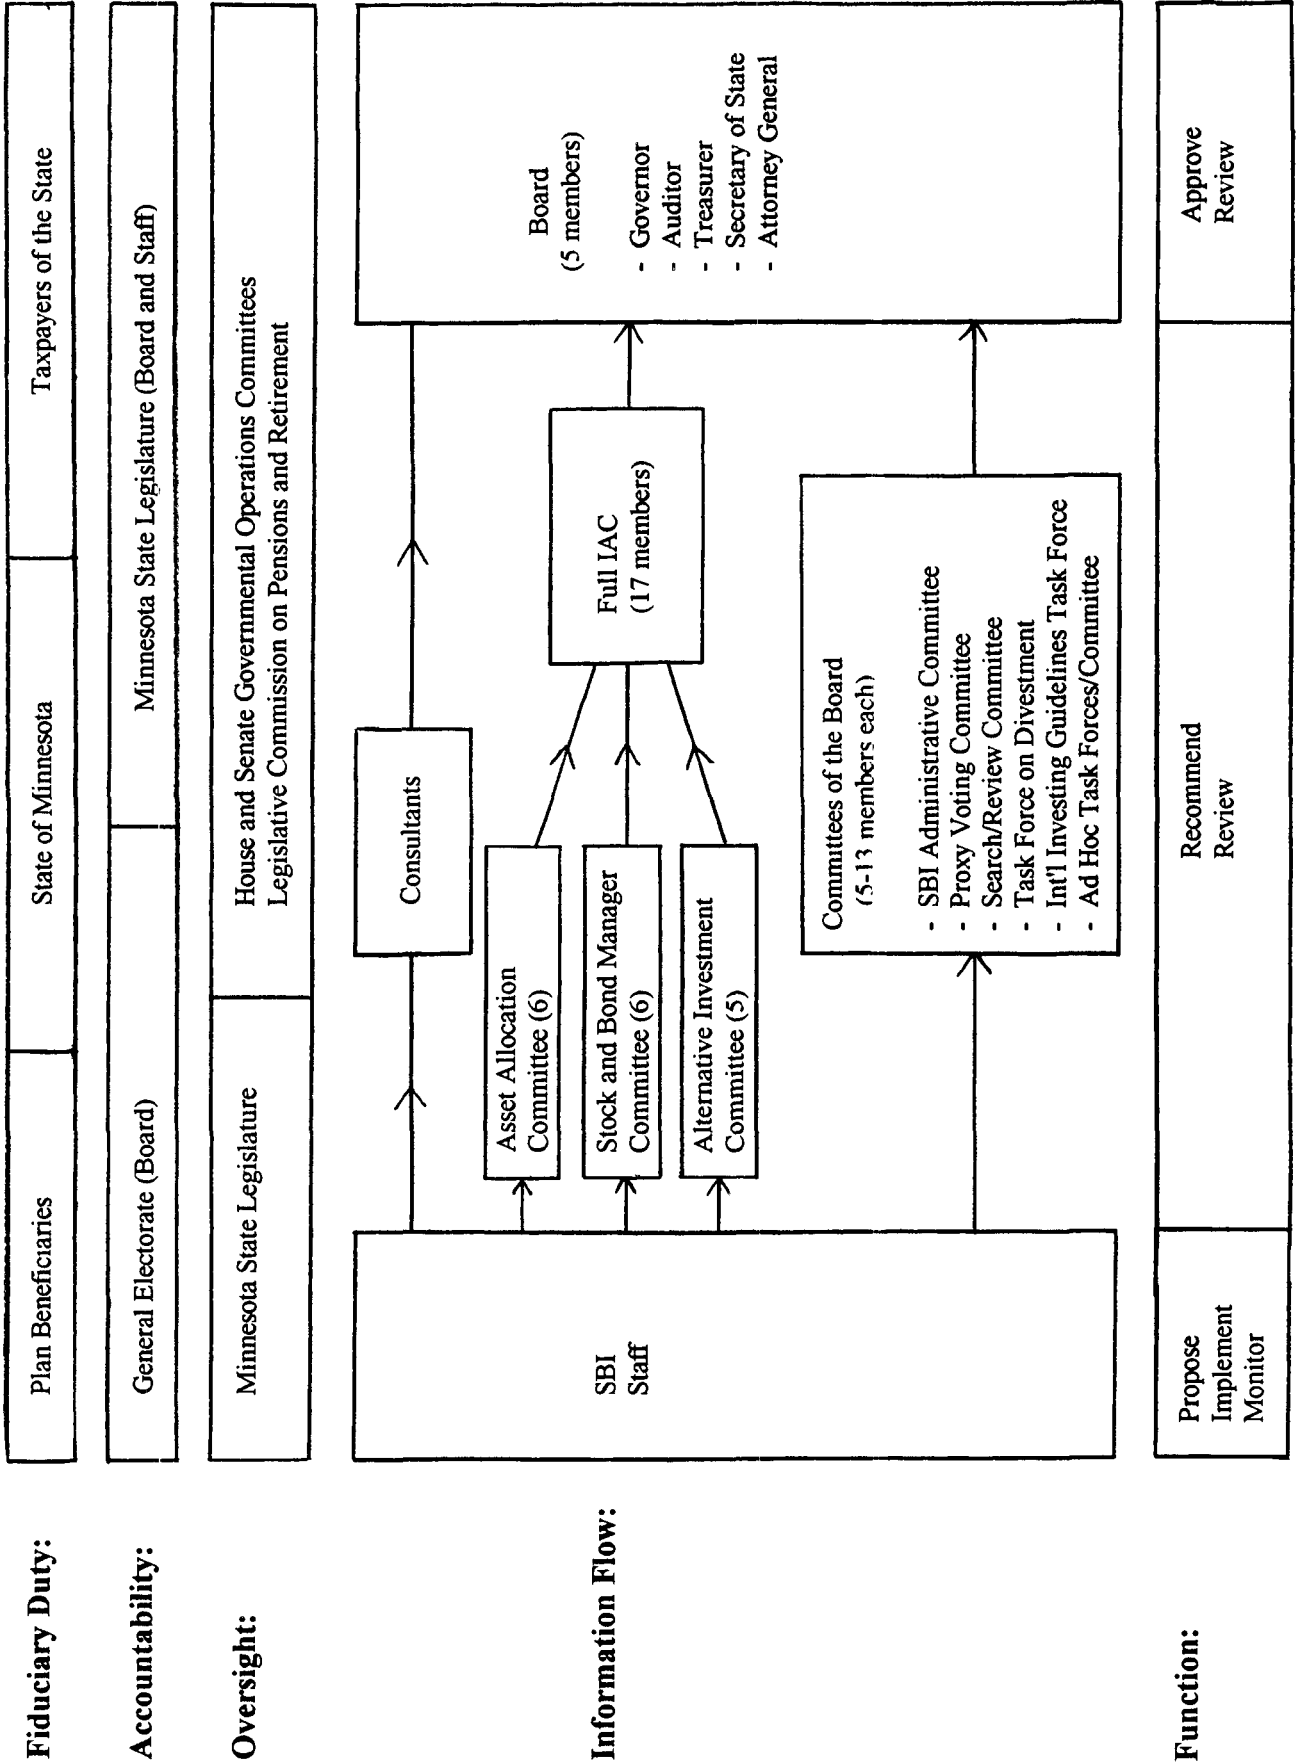 Fiduciary Duty:
Plan Beneficiaries
State of Minnesota
Taxpayers of the State
Accountability:
General Electorate (Board)
Minnesota State Legislature (Board and Staff)
Oversight:
Minnesota State Legislature
House and Senate Governmental Operations Committees
Legislative Commission on Pensions and Retirement
Information Flow:
SBI
Staff
Consultants
Asset Allocation
Committee (6)
Stock and Bond Manager
Committee (6)
Alternative Investment
Committee (5)
Full IAC
(17 members)
Committees of the Board
(5-13 members each)
- SBI Administrative Committee
- Proxy Voting Committee
- Search/Review Committee
- Task Force on Divestment
- Int'l Investing Guidelines Task Force
- Ad Hoc Task Forces/Committee
Board
(5 members)
- Governor
- Auditor
- Treasurer
- Secretary of State
- Attorney General
Function:
Propose
Implement
Monitor
Recommend
Review
Approve
Review